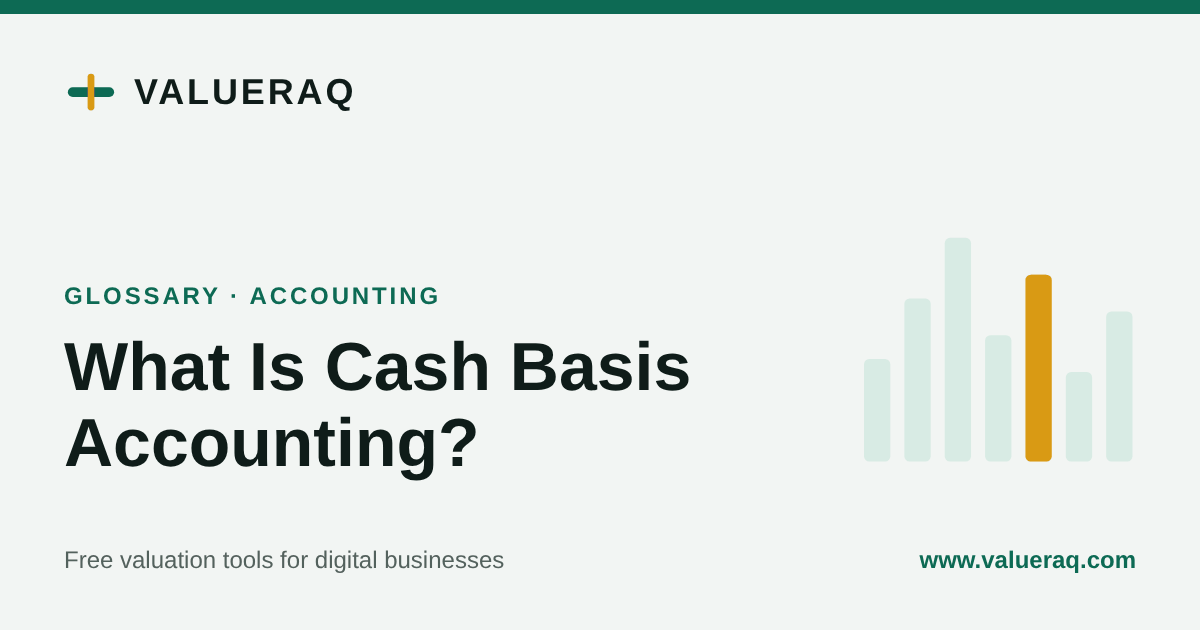 VALUERAQ
GLOSSARY · ACCOUNTING
What Is Cash Basis
Accounting?
Free valuation tools for digital businesses
www.valueraq.com